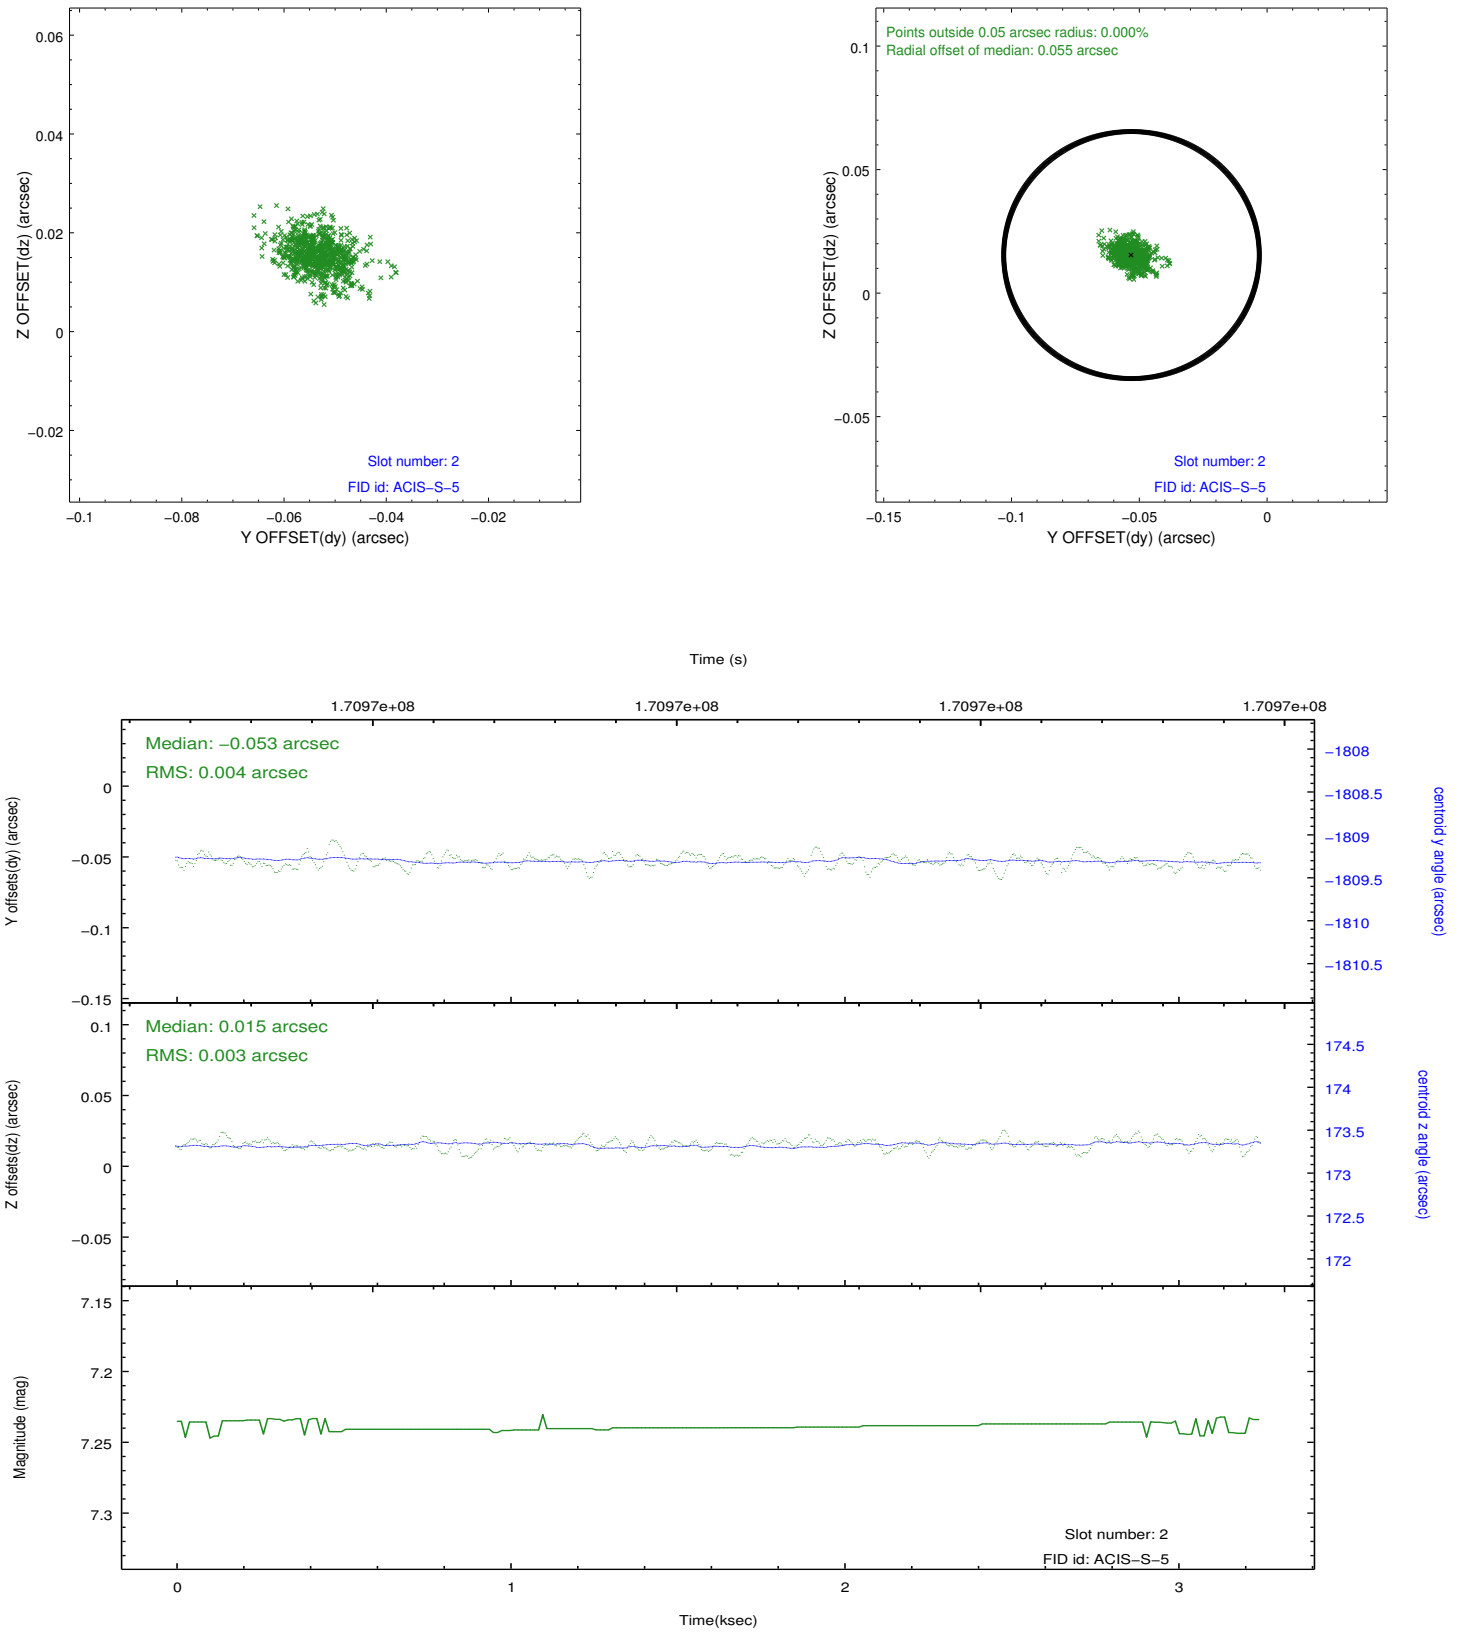 0.06
0.04
0.02
0
−0.02
Z OFFSET(dz) (arcsec)
Slot number: 2
FID id: ACIS−S−5
−0.1
−0.08
−0.06
−0.04
−0.02
Y OFFSET(dy) (arcsec)
Points outside 0.05 arcsec radius: 0.000%
Radial offset of median: 0.055 arcsec
0.1
0.05
0
−0.05
Z OFFSET(dz) (arcsec)
Slot number: 2
FID id: ACIS−S−5
−0.15
−0.1
−0.05
0
Y OFFSET(dy) (arcsec)
Time (s)
1.7097e+08
1.7097e+08
1.7097e+08
1.7097e+08
Median: −0.053 arcsec
RMS: 0.004 arcsec
0
−0.05
−0.1
−0.15
Y offsets(dy) (arcsec)
−1808
−1808.5
−1809
−1809.5
−1810
−1810.5
centroid y angle (arcsec)
Median: 0.015 arcsec
RMS: 0.003 arcsec
0.1
0.05
0
−0.05
Z offsets(dz) (arcsec)
174.5
174
173.5
173
172.5
172
centroid z angle (arcsec)
7.15
7.2
7.25
7.3
Magnitude (mag)
Slot number: 2
FID id: ACIS−S−5
0
1
2
3
Time(ksec)